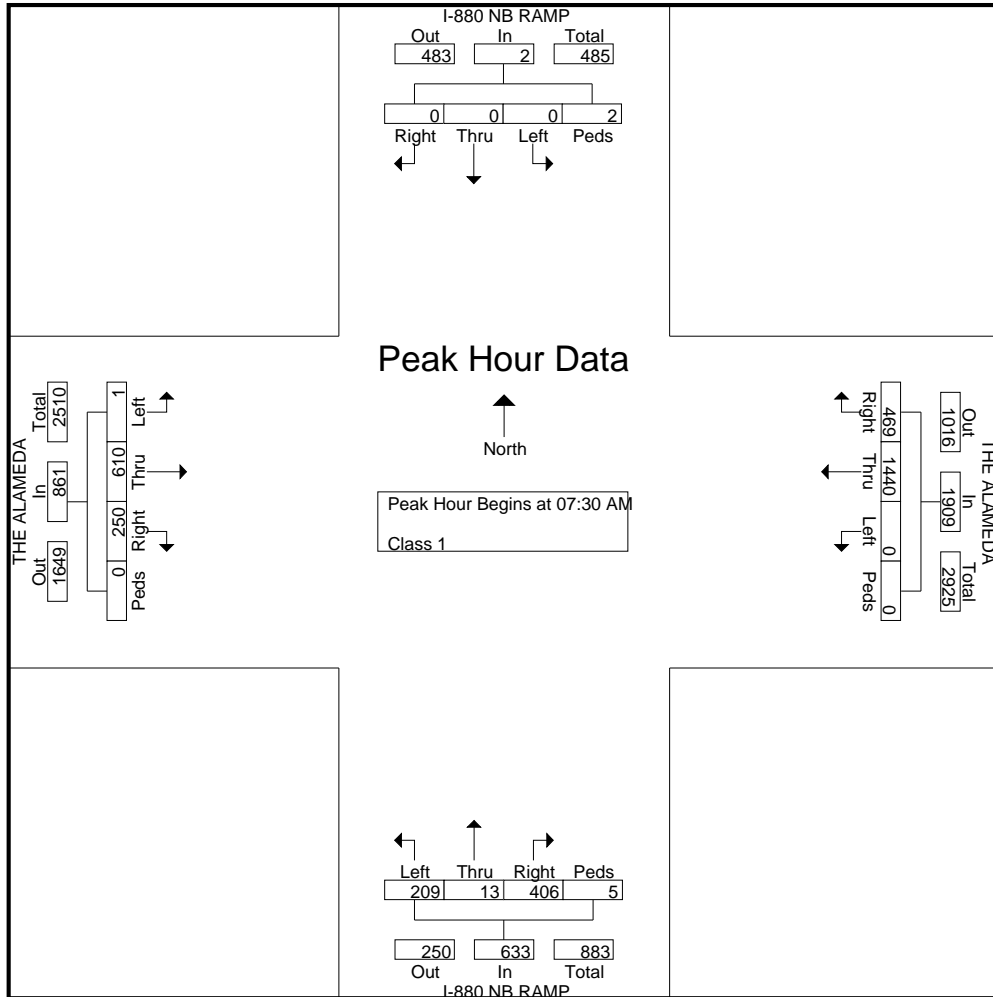 I-880 NB RAMP
Out In Total
483 2 485
0 0 0 2
Right Thru Left Peds
Peak Hour Data
North
Peak Hour Begins at 07:30 AM
Class 1
THE ALAMEDA
Out In Total
1649 861 2510
Peds Right Thru Left
0 250 610 1
THE ALAMEDA
Out In Total
1016 1909 2925
Right Thru Left Peds
469 1440 0 0
Left Thru Right Peds
209 13 406 5
250 633 883
Out In Total
I-880 NB RAMP